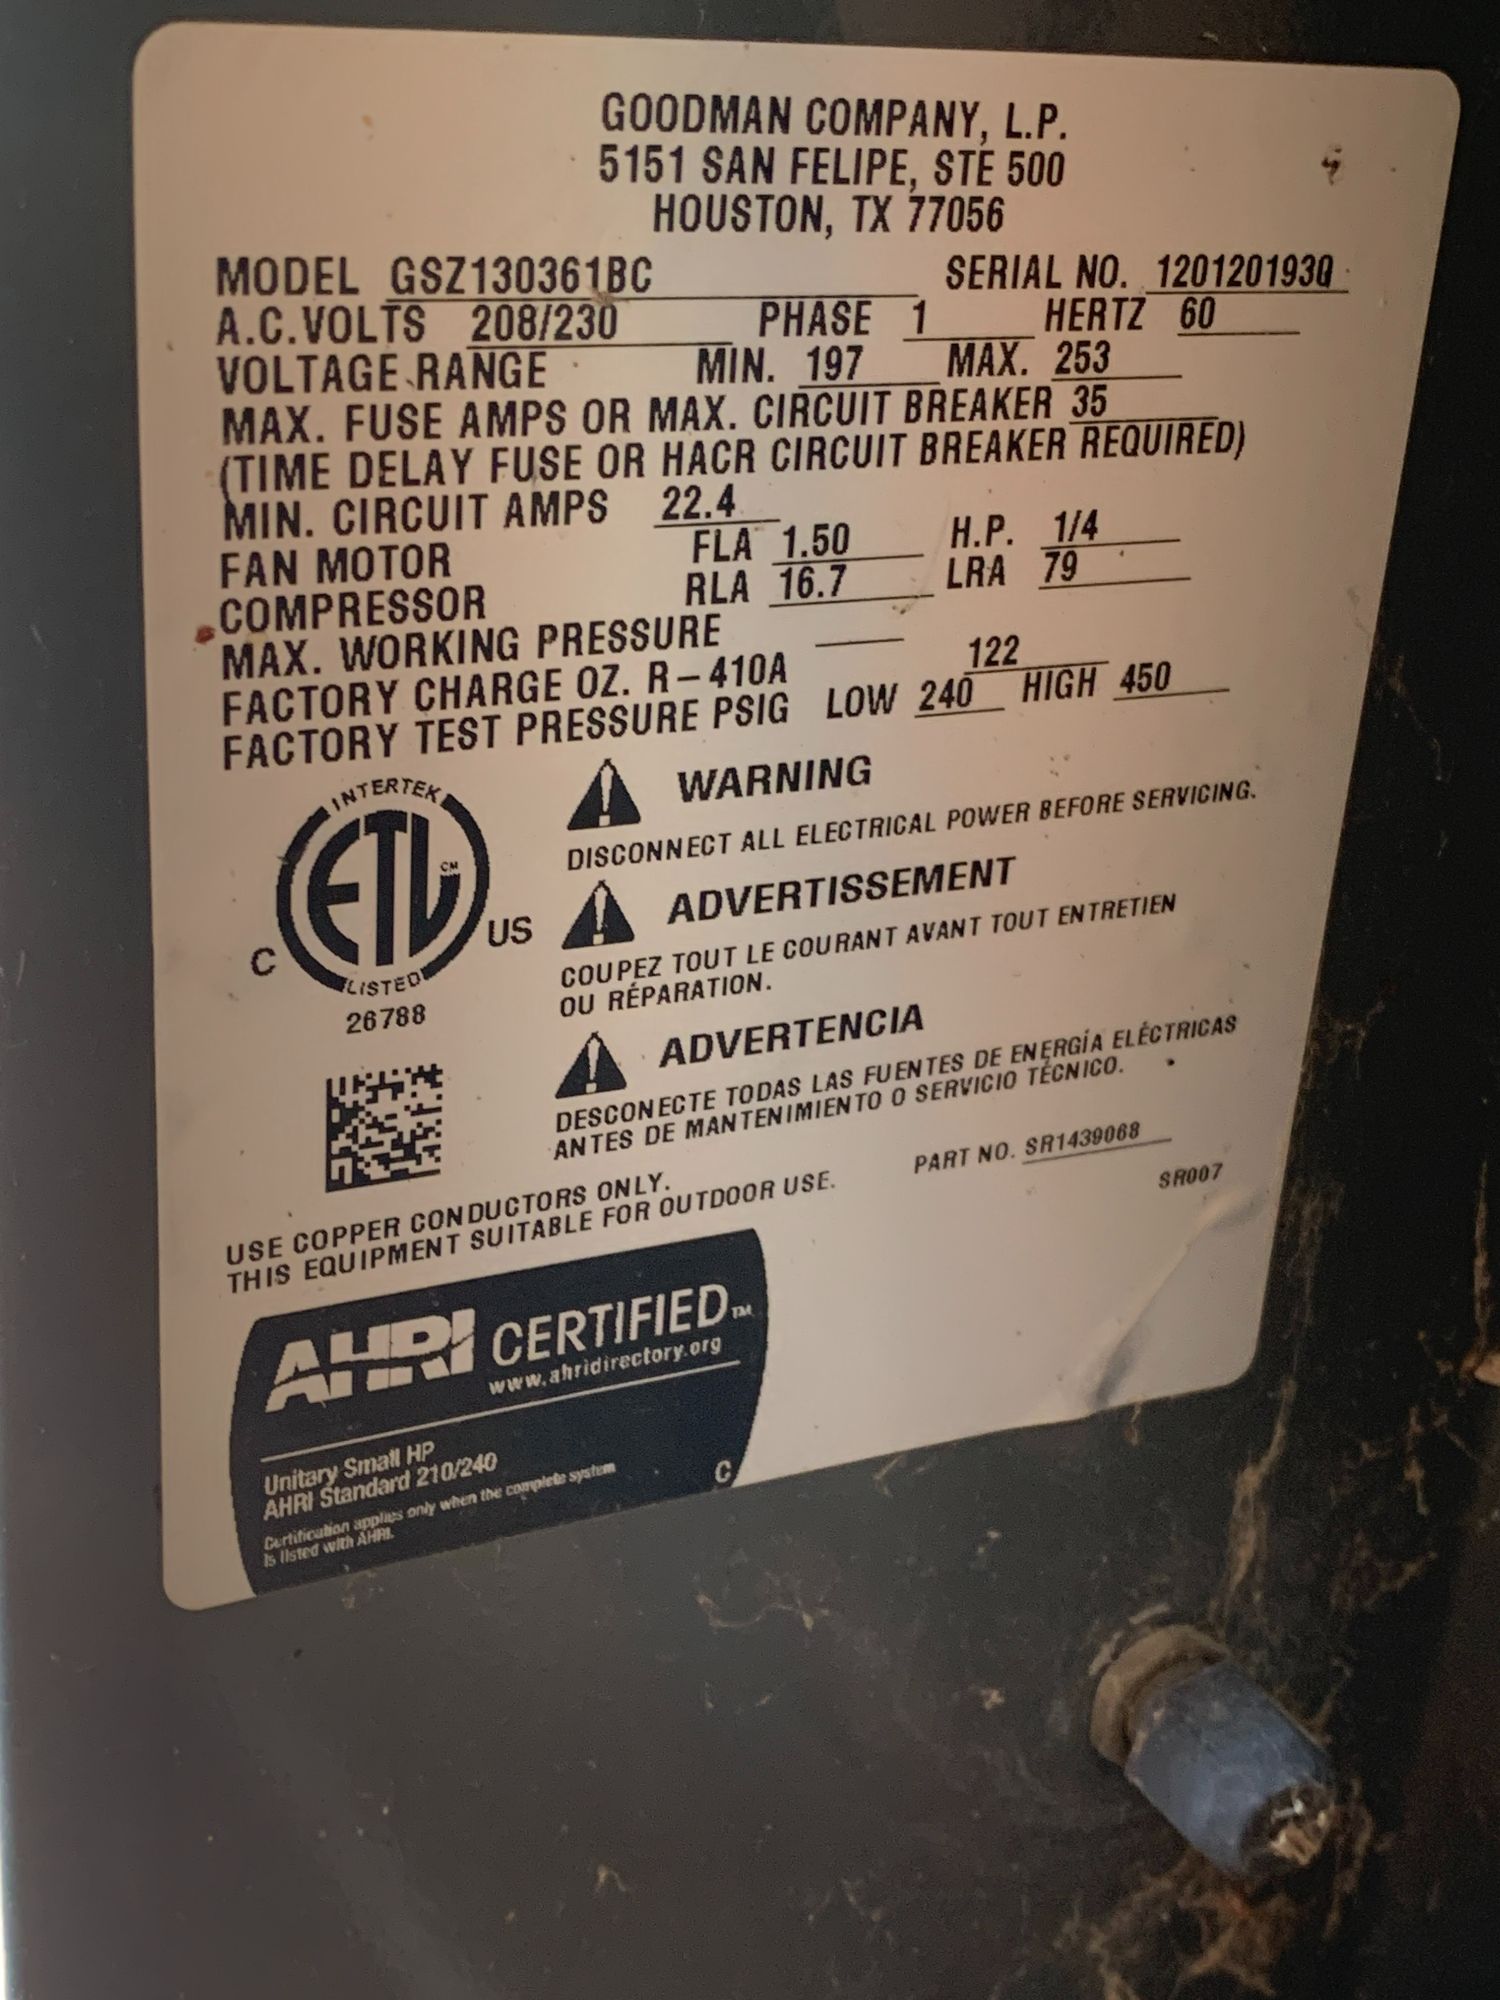 GOODMAN COMPANY, L.P.
5151 SAN FELIPE, STE 500
HOUSTON, TX 77056
MODEL GSZ130361BC SERIAL NO. 1201201930
A.C. VOLTS 208/230 PHASE 1 HERTZ 60
VOLTAGE RANGE MIN. 197 MAX. 253
MAX. FUSE AMPS OR MAX. CIRCUIT BREAKER 35
(TIME DELAY FUSE OR HACR CIRCUIT BREAKER REQUIRED)
MIN. CIRCUIT AMPS 22.4
FAN MOTOR FLA 1.50 H.P. 1/4
COMPRESSOR RLA 16.7 LRA 79
MAX. WORKING PRESSURE
FACTORY CHARGE OZ. R-410A 122
FACTORY TEST PRESSURE PSIG LOW 240 HIGH 450
INTERTEK
ETL CM
C US
LISTED
26788
WARNING
DISCONNECT ALL ELECTRICAL POWER BEFORE SERVICING.
ADVERTISSEMENT
COUPEZ TOUT LE COURANT AVANT TOUT ENTRETIEN
OU RÉPARATION.
ADVERTENCIA
DESCONECTE TODAS LAS FUENTES DE ENERGÍA ELÉCTRICAS
ANTES DE MANTENIMIENTO O SERVICIO TÉCNICO.
PART NO. SR1439068
SR007
USE COPPER CONDUCTORS ONLY.
THIS EQUIPMENT SUITABLE FOR OUTDOOR USE.
AHRI CERTIFIED™
www.ahridirectory.org
Unitary Small HP
AHRI Standard 210/240
Certification applies only when the complete system
is listed with AHRI.
C